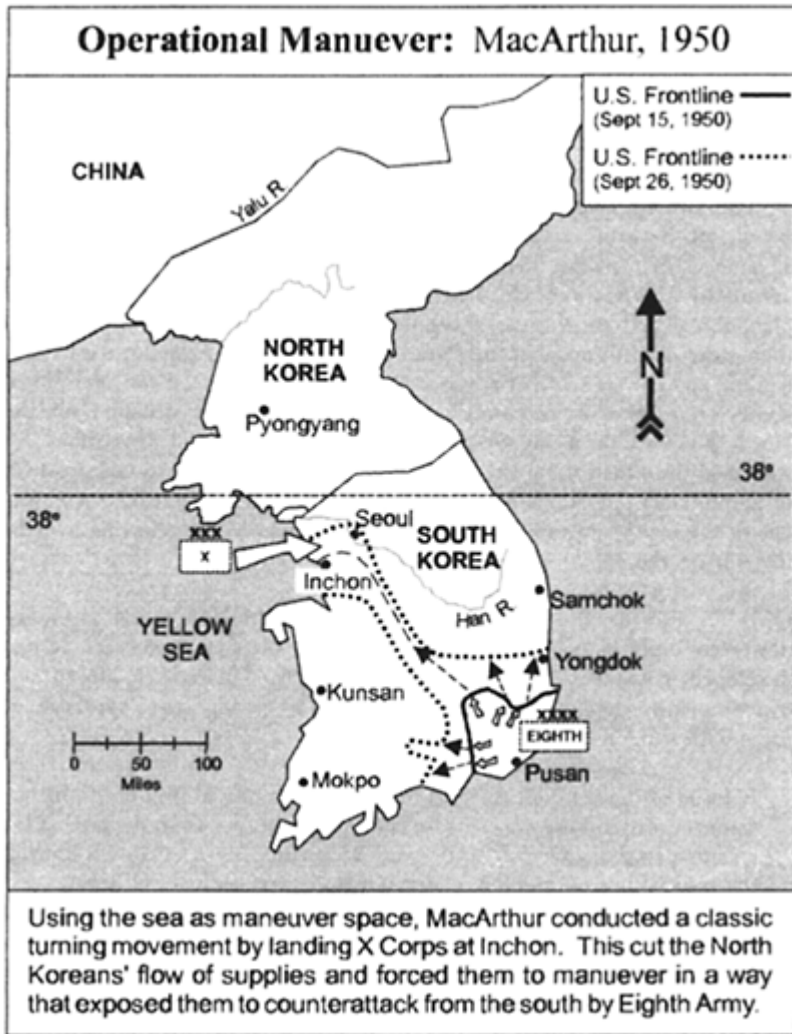 Operational Manuever: MacArthur, 1950
U.S. Frontline
(Sept 15, 1950)
U.S. Frontline
(Sept 26, 1950)
CHINA
Yalu R
N
NORTH
KOREA
Pyongyang
38°
38°
XXX
X
Seoul
SOUTH
KOREA
Inchon
Han R
Samchok
YELLOW
SEA
Yongdok
Kunsan
XXXX
EIGHTH
0 50 100
Miles
Pusan
Mokpo
Using the sea as maneuver space, MacArthur conducted a classic
turning movement by landing X Corps at Inchon. This cut the North
Koreans' flow of supplies and forced them to manuever in a way
that exposed them to counterattack from the south by Eighth Army.